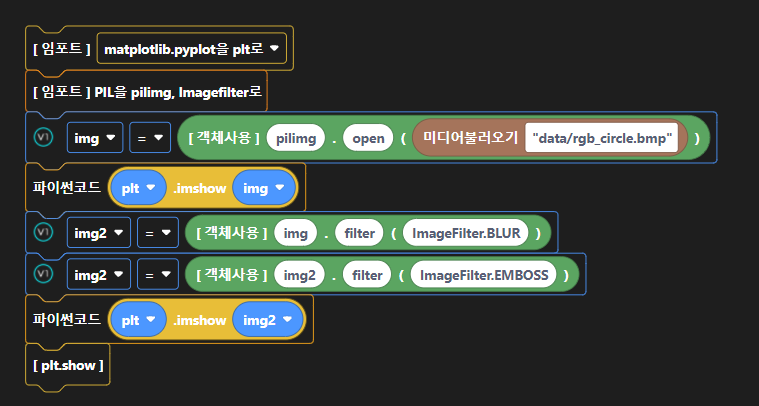 [ 임포트 ] matplotlib.pyplot을 plt로
[ 임포트 ] PIL을 pilimg, Imagefilter로
V1 img = [ 객체사용 ] pilimg . open ( 미디어불러오기 "data/rgb_circle.bmp" )
파이썬코드 plt .imshow img
V1 img2 = [ 객체사용 ] img . filter ( ImageFilter.BLUR )
V1 img2 = [ 객체사용 ] img2 . filter ( ImageFilter.EMBOSS )
파이썬코드 plt .imshow img2
[ plt.show ]